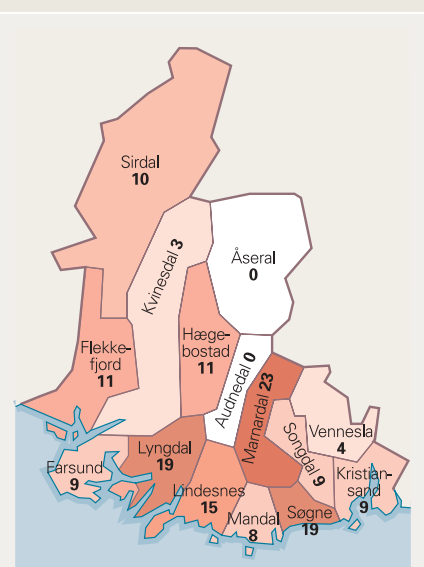 Sirdal
10
Kvinesdal 3
Åseral
0
Flekke-
fjord
11
Hæge-
bostad
11
Audnedal 0
Marnardal 23
Songdal 9
Vennesla
4
Kristian-
sand
9
Farsund
9
Lyngdal
19
Lindesnes
15
Mandal
8
Søgne
19